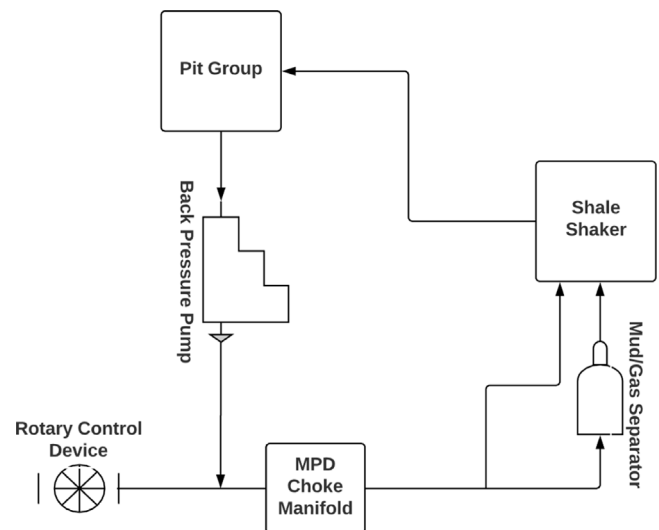 Pit Group
Shale
Shaker
Back Pressure Pump
Mud/Gas Separator
Rotary Control
Device
MPD
Choke
Manifold